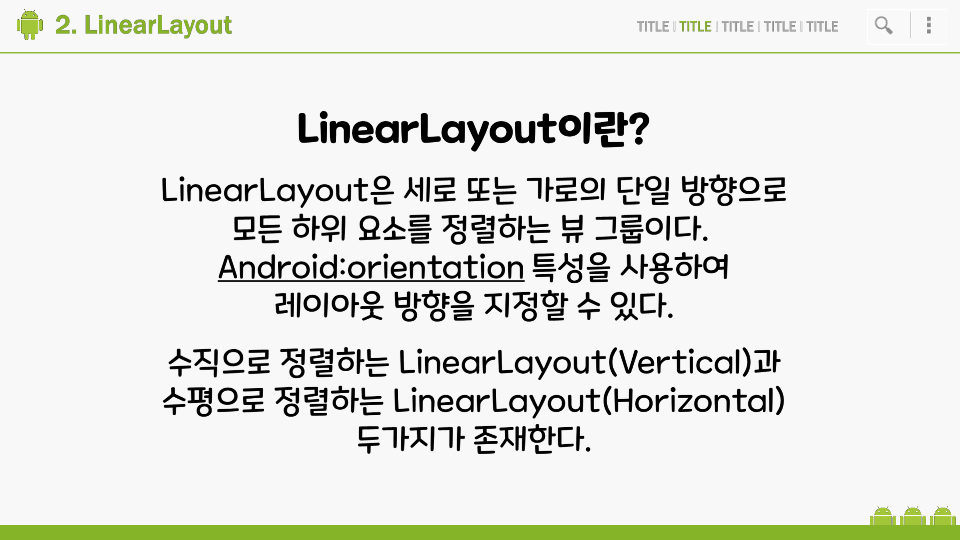 2. LinearLayout
TITLE | TITLE | TITLE | TITLE | TITLE
LinearLayout이란?
LinearLayout은 세로 또는 가로의 단일 방향으로
모든 하위 요소를 정렬하는 뷰 그룹이다.
Android:orientation 특성을 사용하여
레이아웃 방향을 지정할 수 있다.
수직으로 정렬하는 LinearLayout(Vertical)과
수평으로 정렬하는 LinearLayout(Horizontal)
두가지가 존재한다.